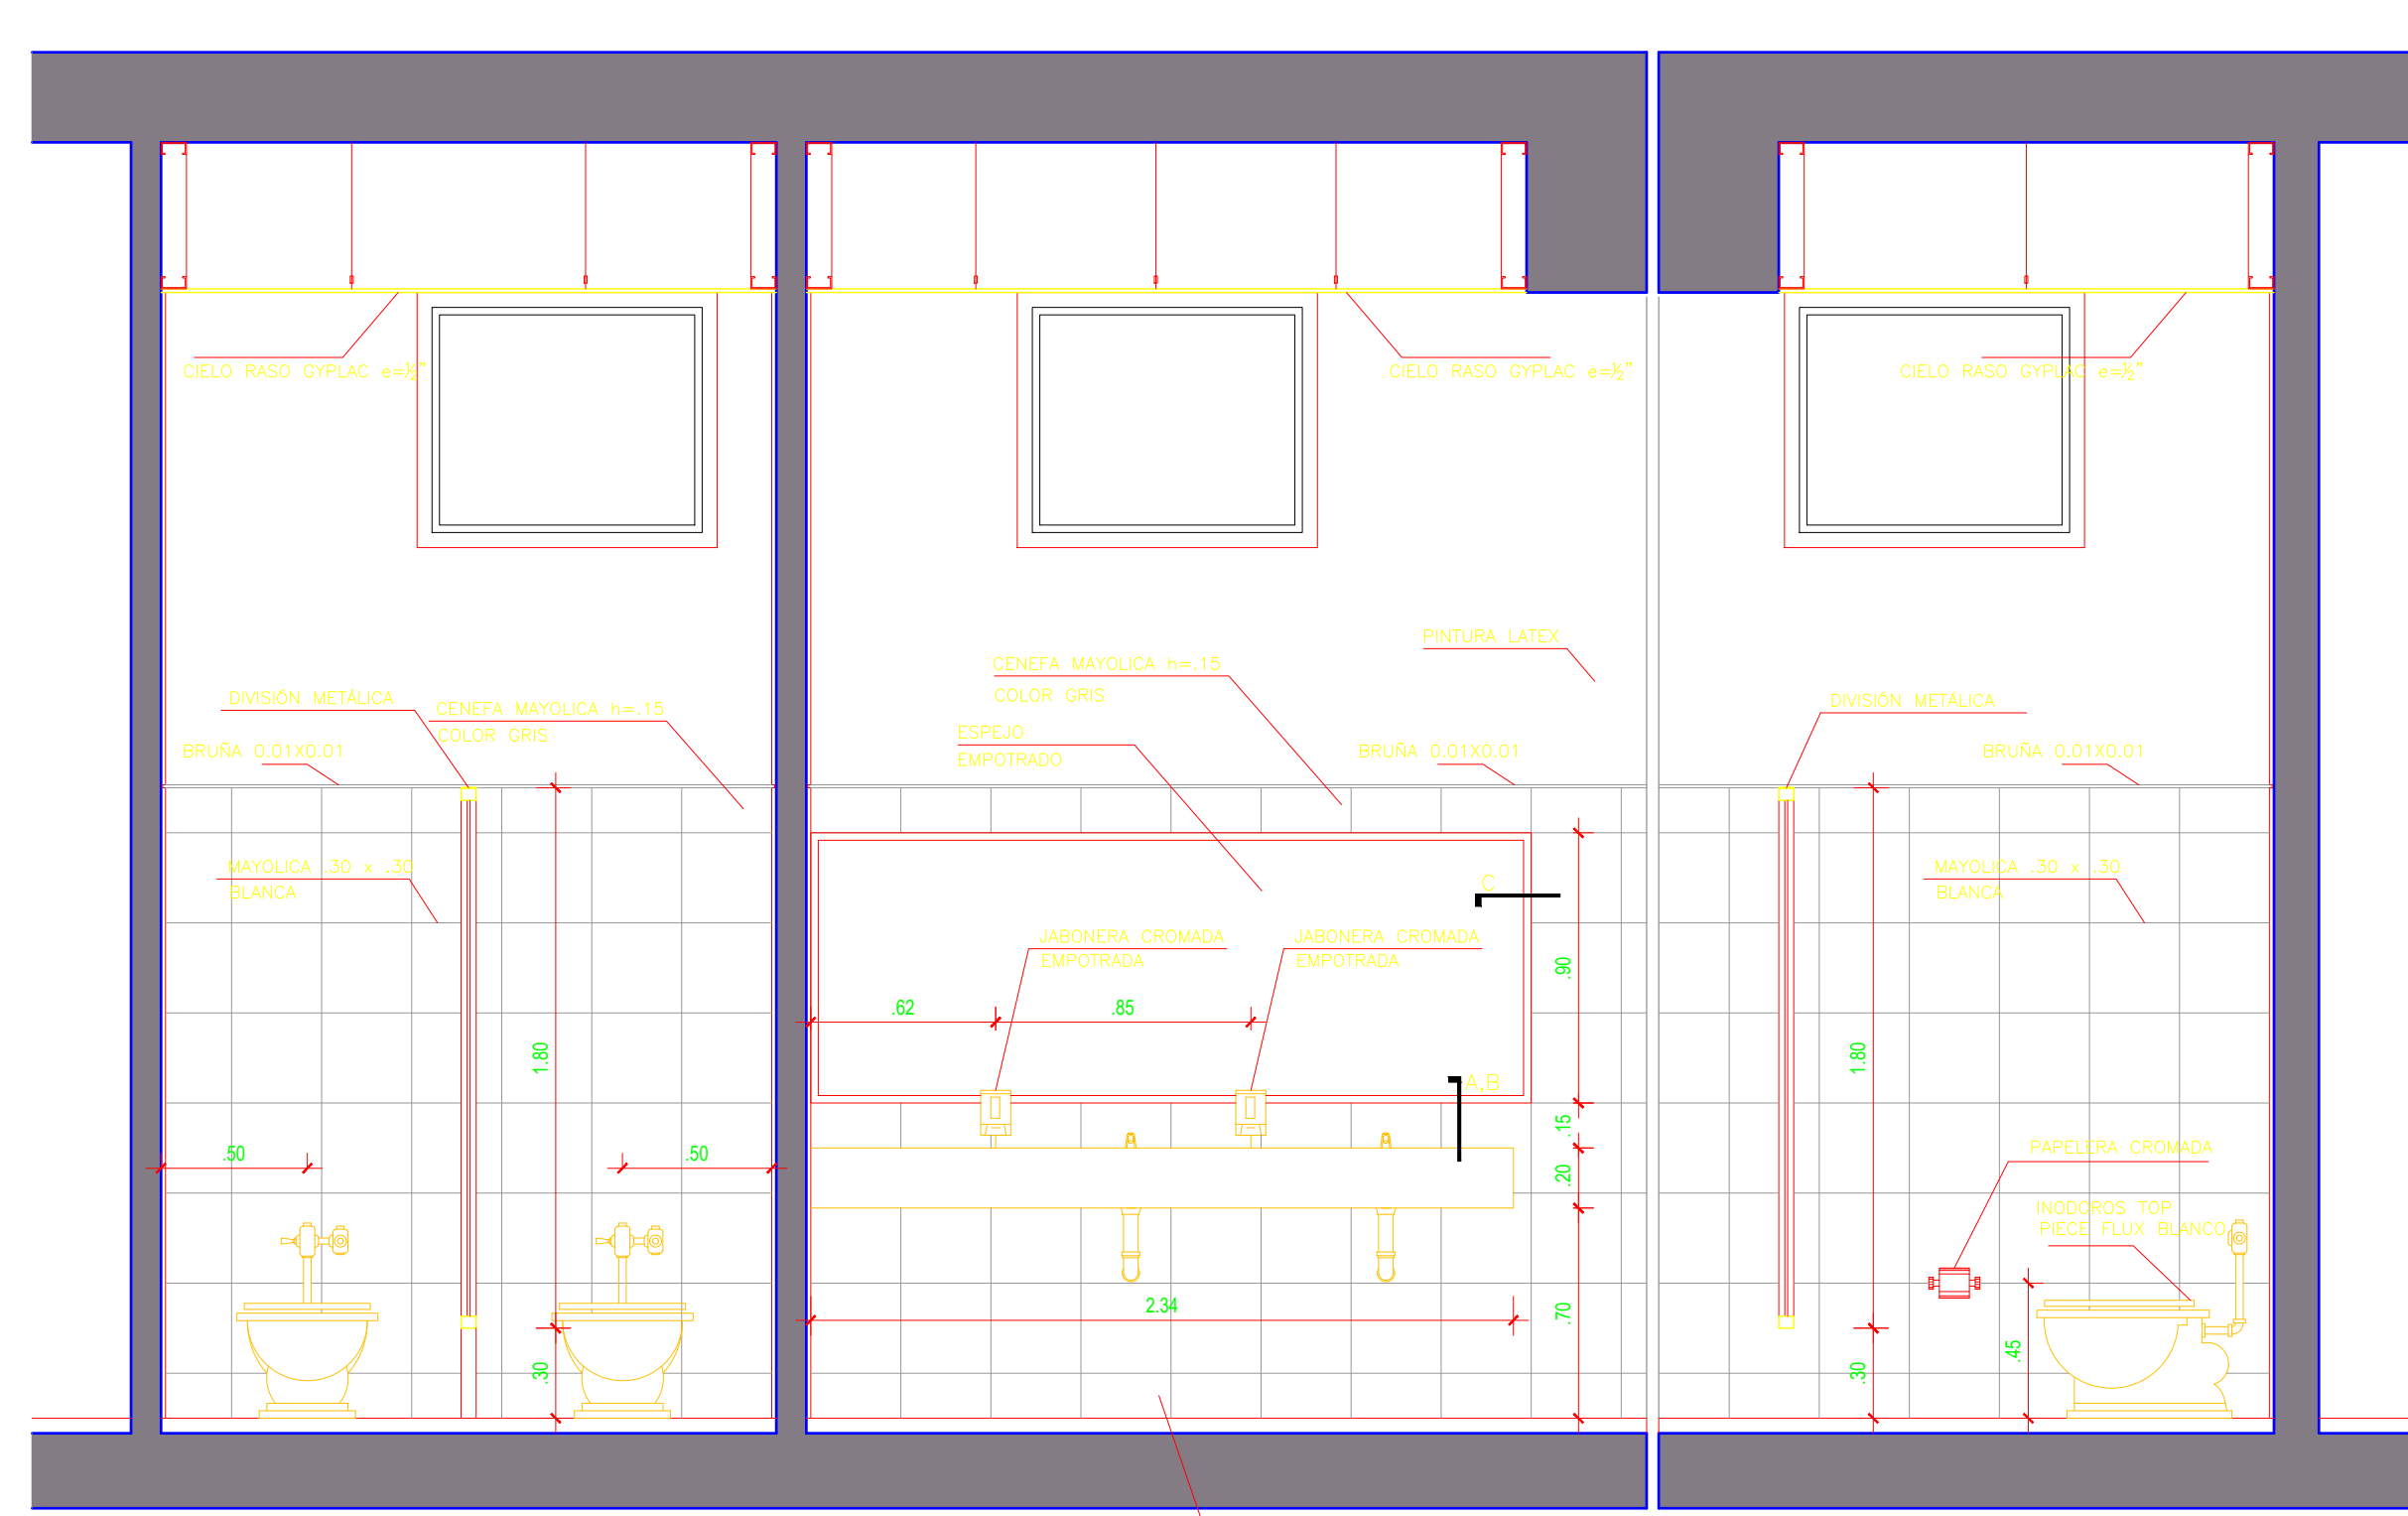 CIELO RASO GYPLAC e=½"
CIELO RASO GYPLAC e=½"
CIELO RASO GYPLAC e=½"
PINTURA LATEX
CENEFA MAYOLICA h=.15
COLOR GRIS
DIVISIÓN METÁLICA
CENEFA MAYOLICA h=.15
COLOR GRIS
DIVISIÓN METÁLICA
ESPEJO
EMPOTRADO
BRUÑA 0.01X0.01
BRUÑA 0.01X0.01
BRUÑA 0.01X0.01
MAYOLICA .30 x .30
BLANCA
MAYOLICA .30 x .30
BLANCA
C
JABONERA CROMADA
EMPOTRADA
JABONERA CROMADA
EMPOTRADA
.90
.62
.85
1.80
1.80
A,B
.15
.50
.50
.20
PAPELERA CROMADA
INODOROS TOP
PIECE FLUX BLANCO
2.34
.70
.45
.30
.30